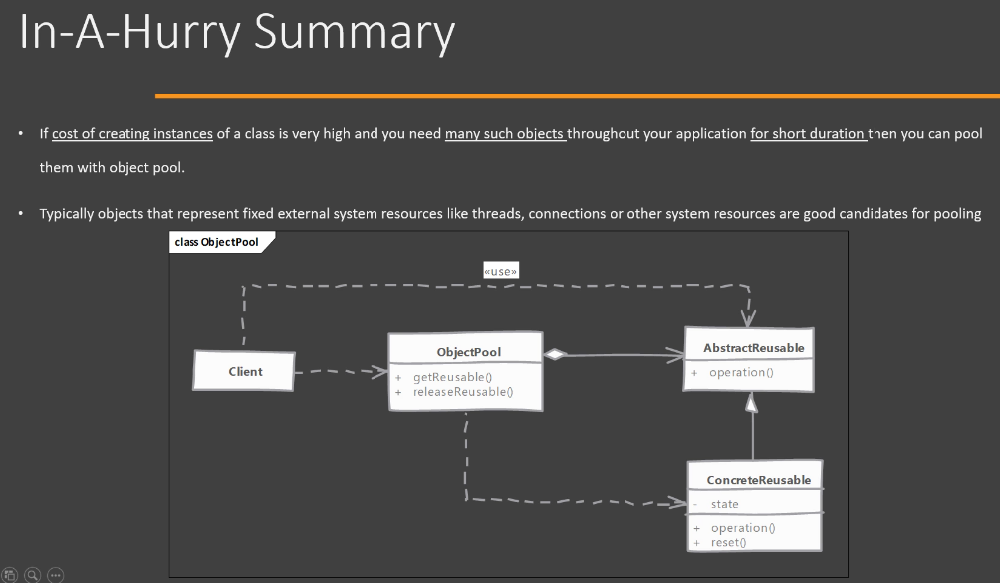 In-A-Hurry Summary
• If cost of creating instances of a class is very high and you need many such objects throughout your application for short duration then you can pool
them with object pool.
• Typically objects that represent fixed external system resources like threads, connections or other system resources are good candidates for pooling
class ObjectPool
«use»
Client
ObjectPool
+ getReusable()
+ releaseReusable()
AbstractReusable
+ operation()
ConcreteReusable
- state
+ operation()
+ reset()